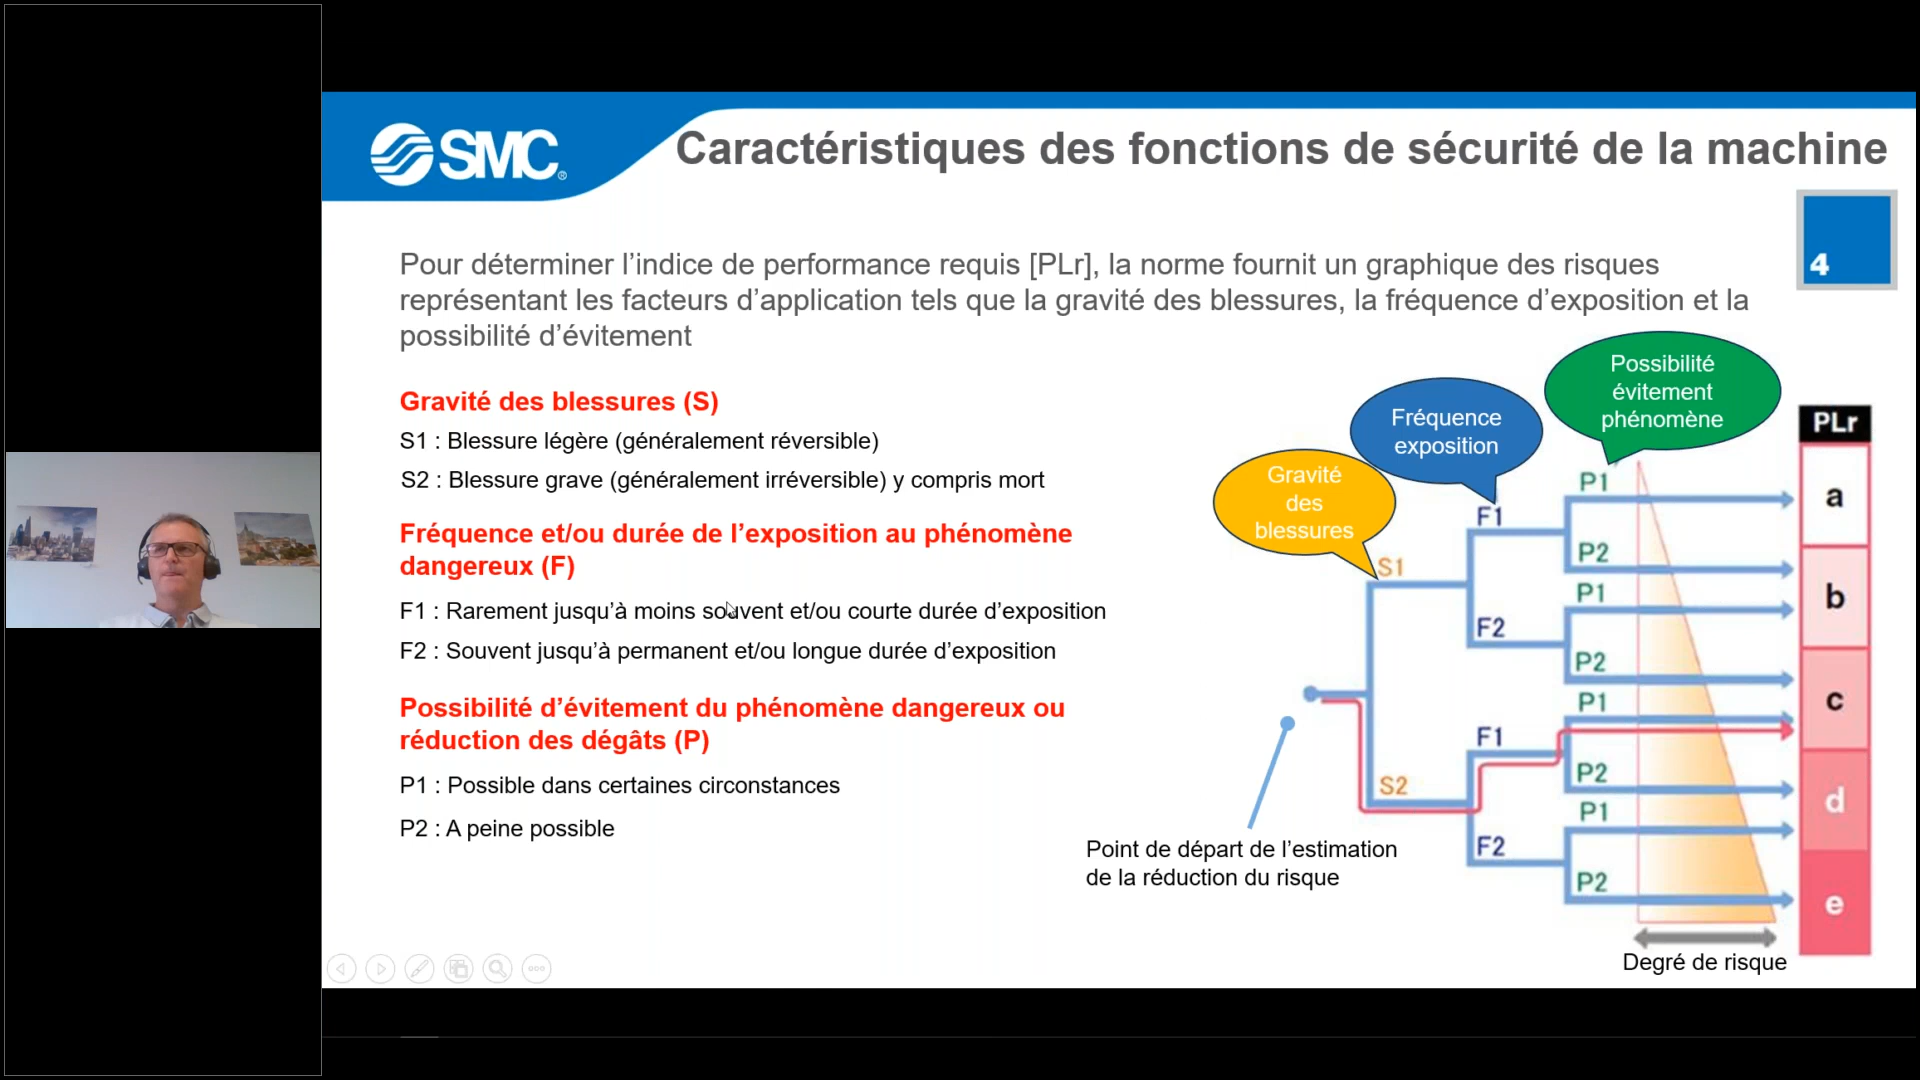 SMC®
Caractéristiques des fonctions de sécurité de la machine
4
Pour déterminer l’indice de performance requis [PLr], la norme fournit un graphique des risques
représentant les facteurs d’application tels que la gravité des blessures, la fréquence d’exposition et la
possibilité d’évitement
Gravité des blessures (S)
S1 : Blessure légère (généralement réversible)
S2 : Blessure grave (généralement irréversible) y compris mort
Fréquence et/ou durée de l’exposition au phénomène
dangereux (F)
F1 : Rarement jusqu’à moins souvent et/ou courte durée d’exposition
F2 : Souvent jusqu’à permanent et/ou longue durée d’exposition
Possibilité d’évitement du phénomène dangereux ou
réduction des dégâts (P)
P1 : Possible dans certaines circonstances
P2 : A peine possible
Possibilité
évitement
phénomène
Fréquence
exposition
Gravité
des
blessures
PLr
P1
a
F1
P2
S1
P1
b
F2
P2
P1
c
F1
P2
S2
d
P1
F2
P2
e
Point de départ de l’estimation
de la réduction du risque
Degré de risque